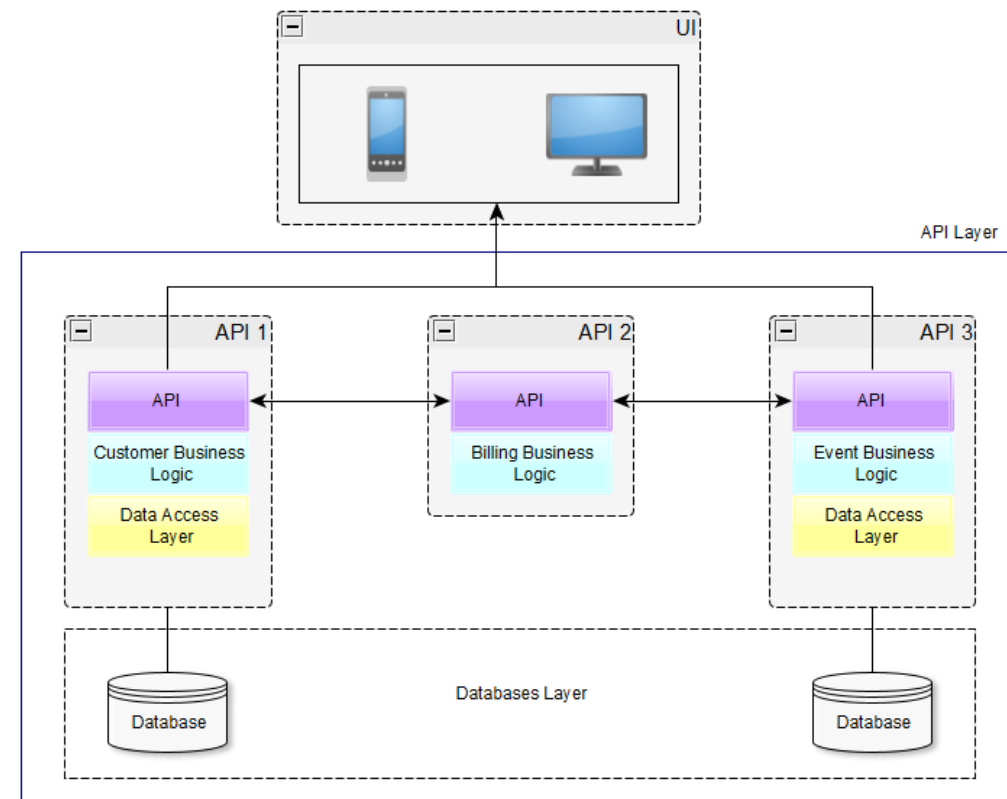 UI
API Layer
API 1
API 2
API 3
API
API
API
Customer Business
Logic
Billing Business
Logic
Event Business
Logic
Data Access
Layer
Data Access
Layer
Databases Layer
Database
Database